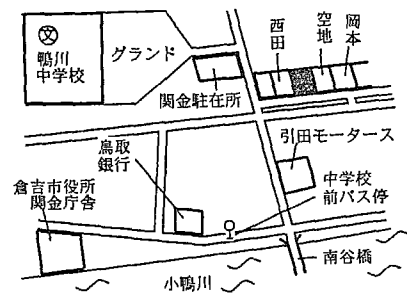 文
鴨川
中学校
グランド
関金駐在所
西田
空地
岡本
引田モータース
鳥取
銀行
倉吉市役所
関金庁舎
中学校
前バス停
南谷橋
小鴨川